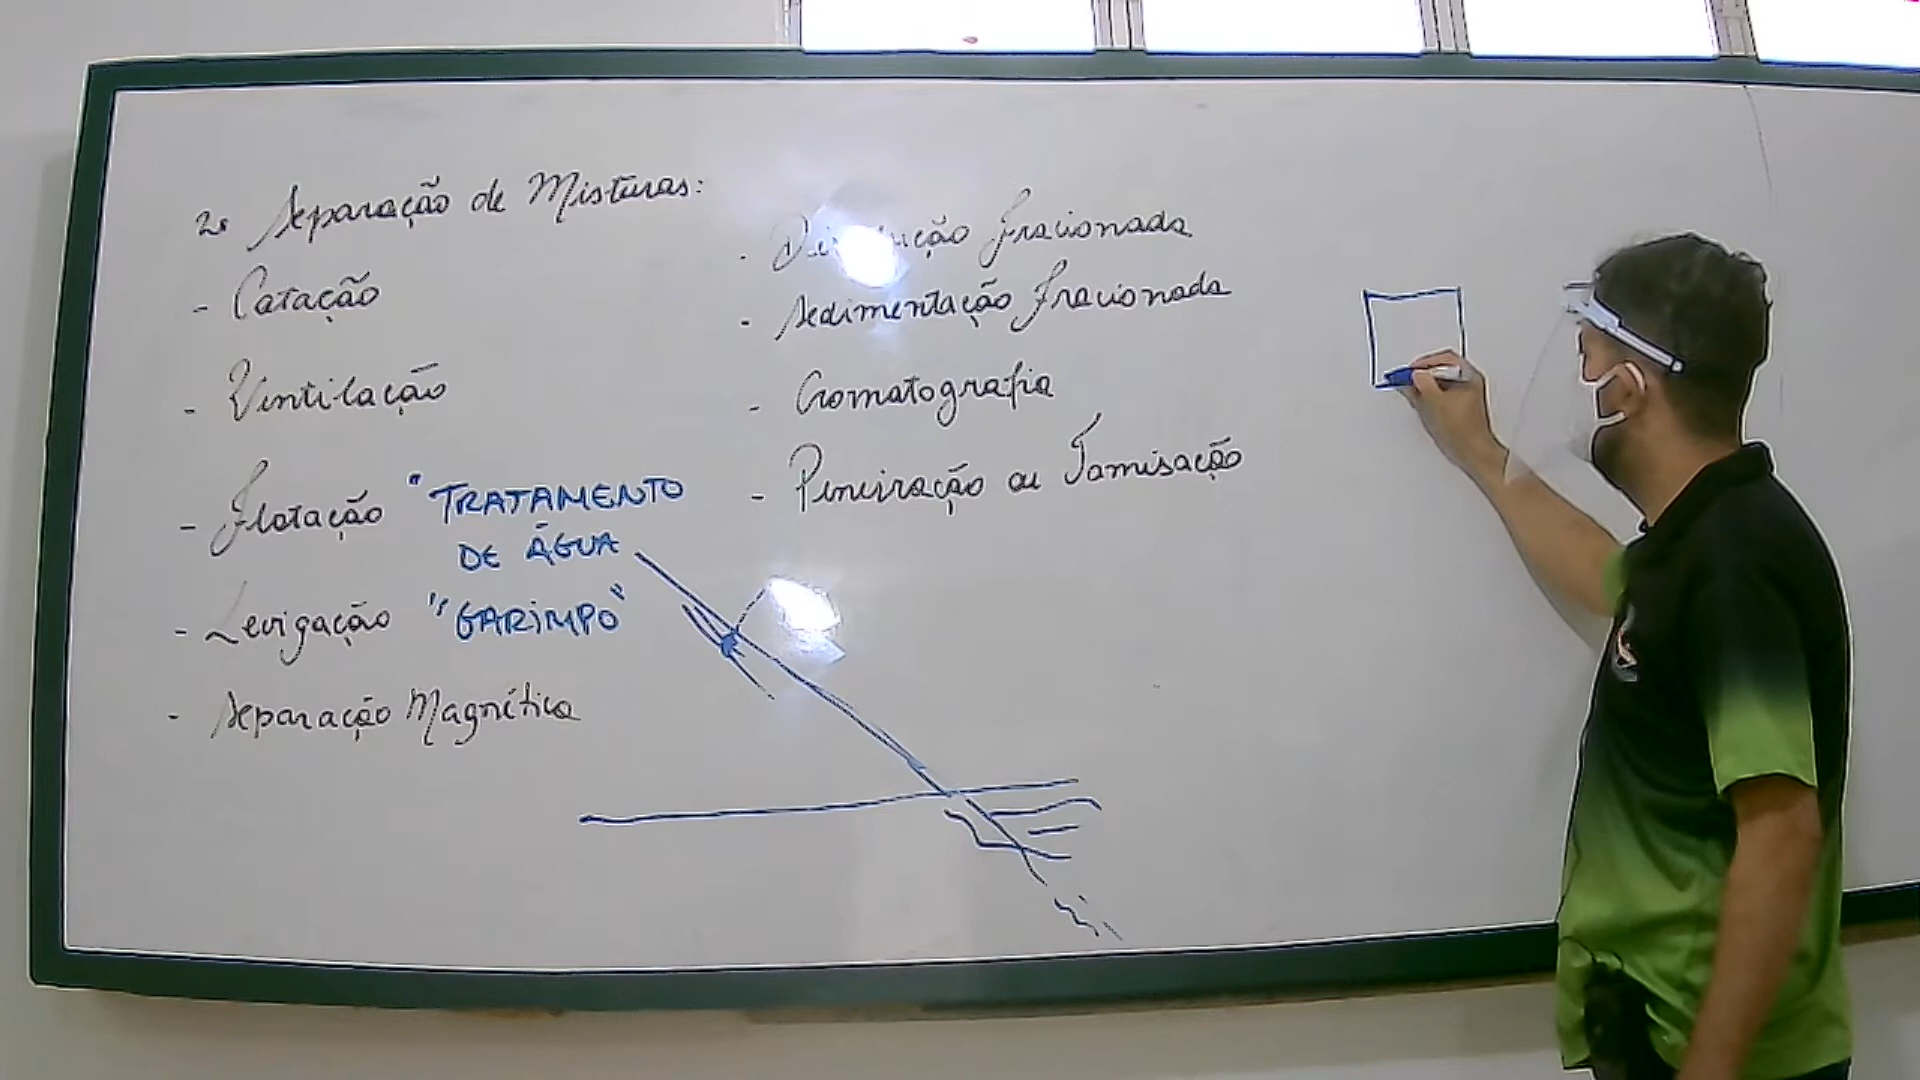 2. Separação de Misturas:
- Catação
- Ventilação
- Flotação "TRATAMENTO
DE ÁGUA
- Levigação "GARIMPO"
- Separação Magnética
- Fracionada
- Sedimentação Fracionada
- Cromatografia
- Peneiração ou Tamisação